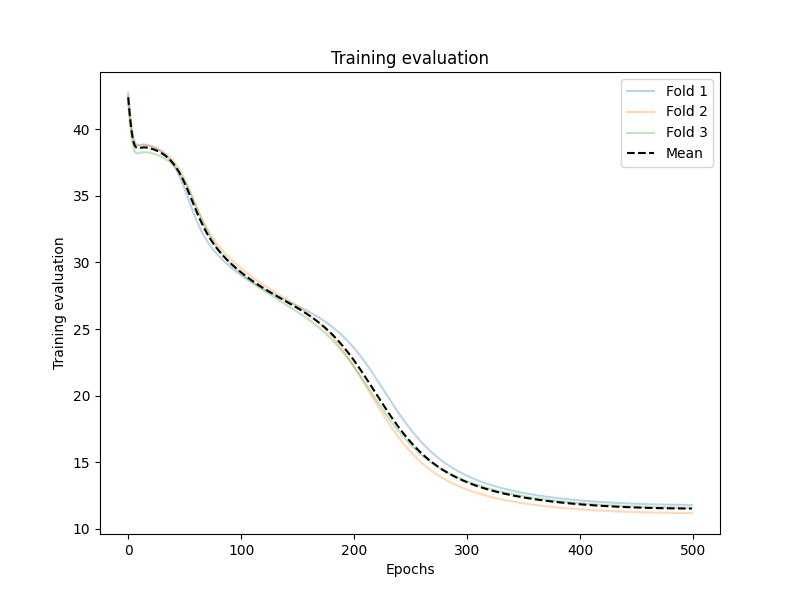 Training evaluation
Fold 1
Fold 2
Fold 3
Mean
Training evaluation
40
35
30
25
20
15
10
0 100 200 300 400 500
Epochs